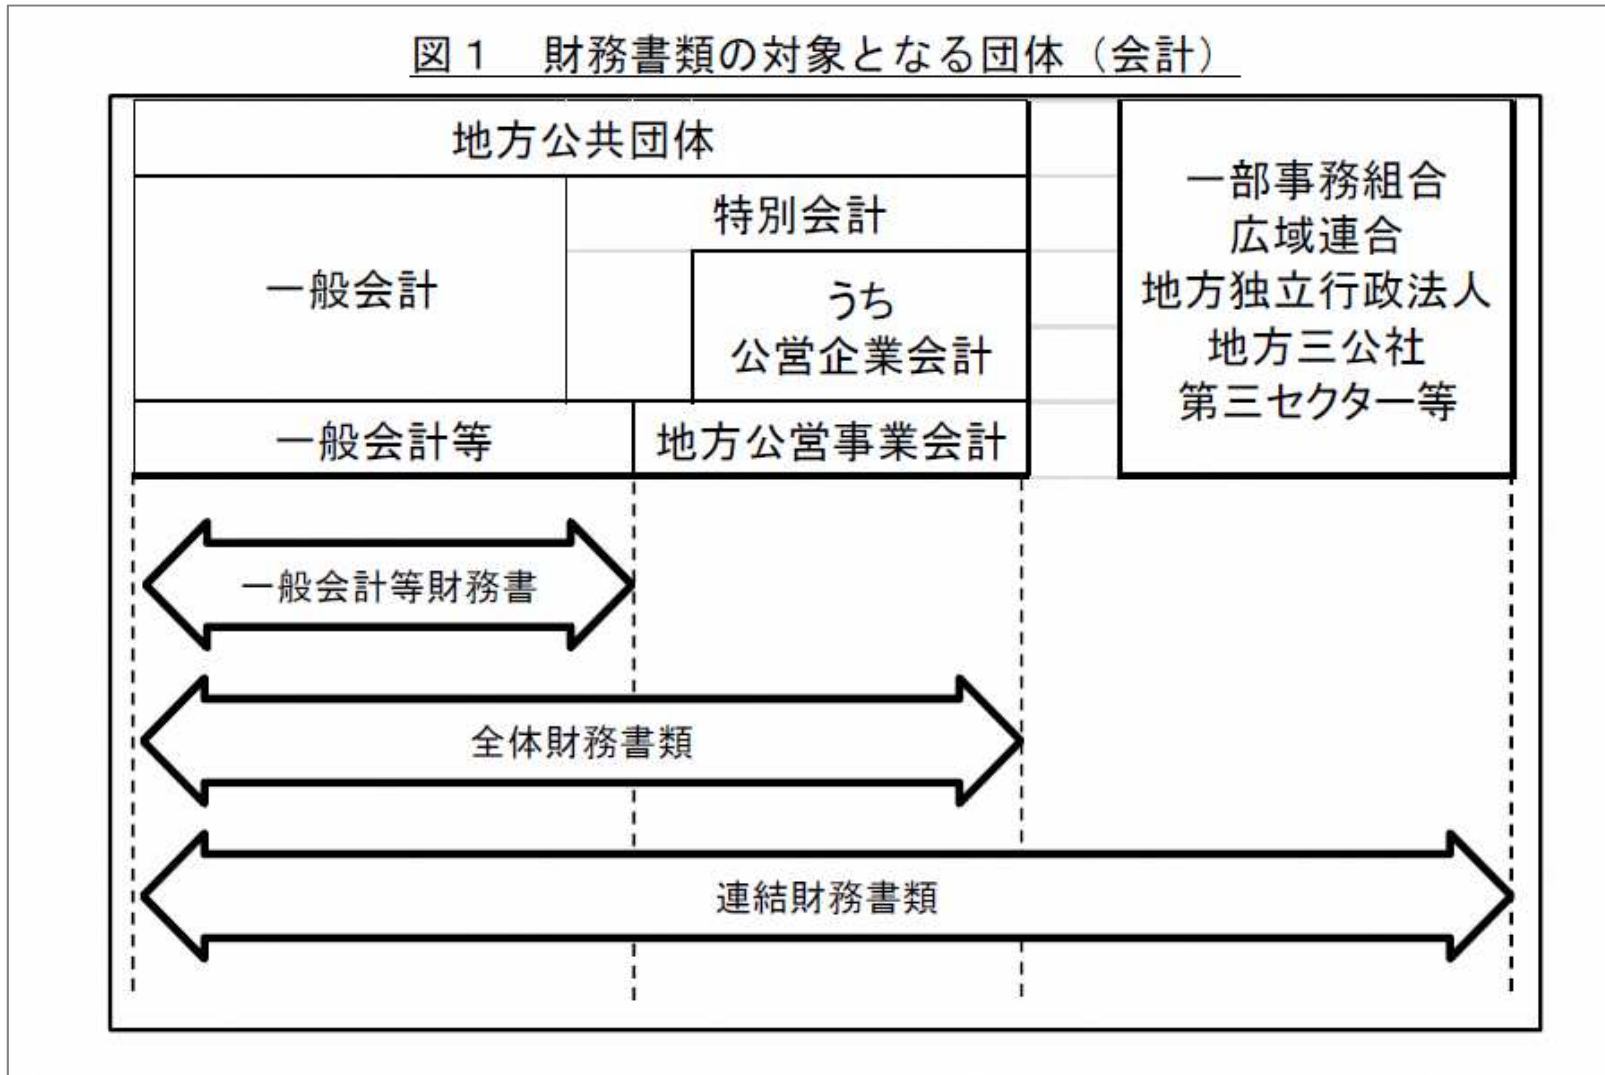 図１　財務書類の対象となる団体（会計）
地方公共団体
一般会計
特別会計
うち
公営企業会計
一般会計等
地方公営事業会計
一部事務組合
広域連合
地方独立行政法人
地方三公社
第三セクター等
一般会計等財務書
全体財務書類
連結財務書類